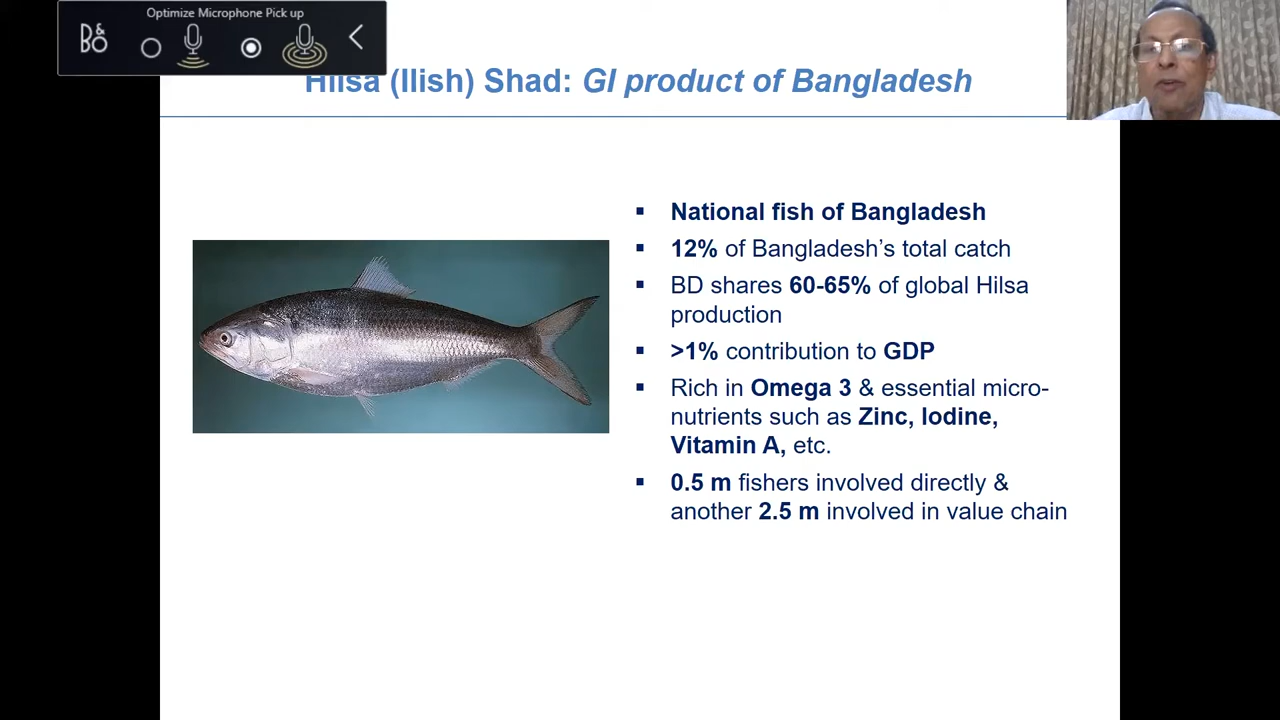 Optimize Microphone Pick up
B&O
Hilsa (Ilish) Shad: GI product of Bangladesh
▪ National fish of Bangladesh
▪ 12% of Bangladesh’s total catch
▪ BD shares 60-65% of global Hilsa
production
▪ >1% contribution to GDP
▪ Rich in Omega 3 & essential micro-
nutrients such as Zinc, Iodine,
Vitamin A, etc.
▪ 0.5 m fishers involved directly &
another 2.5 m involved in value chain